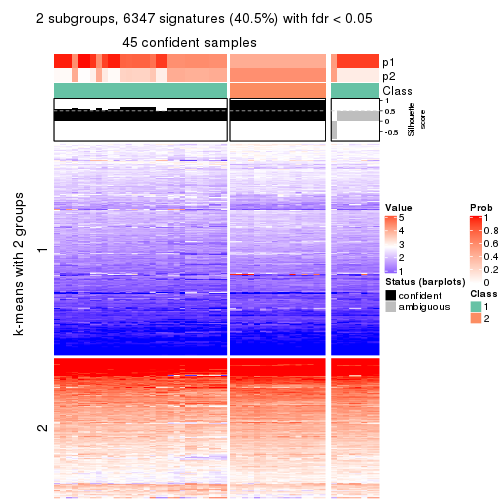 2 subgroups, 6347 signatures (40.5%) with fdr < 0.05
45 confident samples
p1
p2
Class
1
0.5
0
-0.5
Silhouette
score
k-means with 2 groups
1
2
Value
5
4
3
2
1
Prob
1
0.8
0.6
0.4
0.2
0
Status (barplots)
confident
ambiguous
Class
1
2